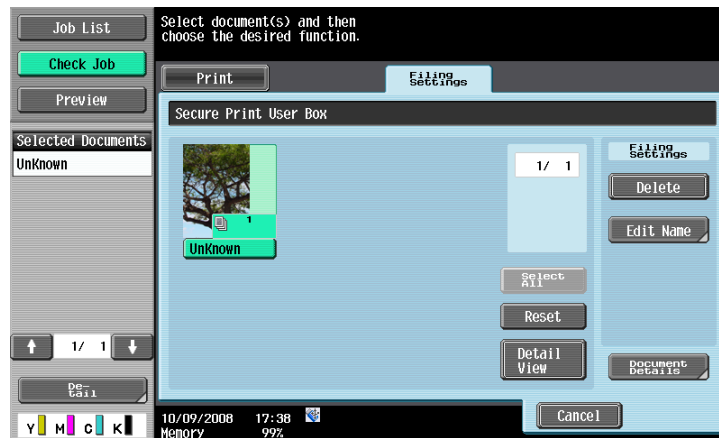 Job List
Check Job
Preview
Selected Documents
UnKnown
1/ 1
De-
tail
Y M C K
Select document(s) and then
choose the desired function.
Print
Filing
Settings
Secure Print User Box
1
UnKnown
1/ 1
Select
All
Reset
Detail
View
Filing
Settings
Delete
Edit Name
Document
Details
10/09/2008 17:38
Memory 99%
Cancel